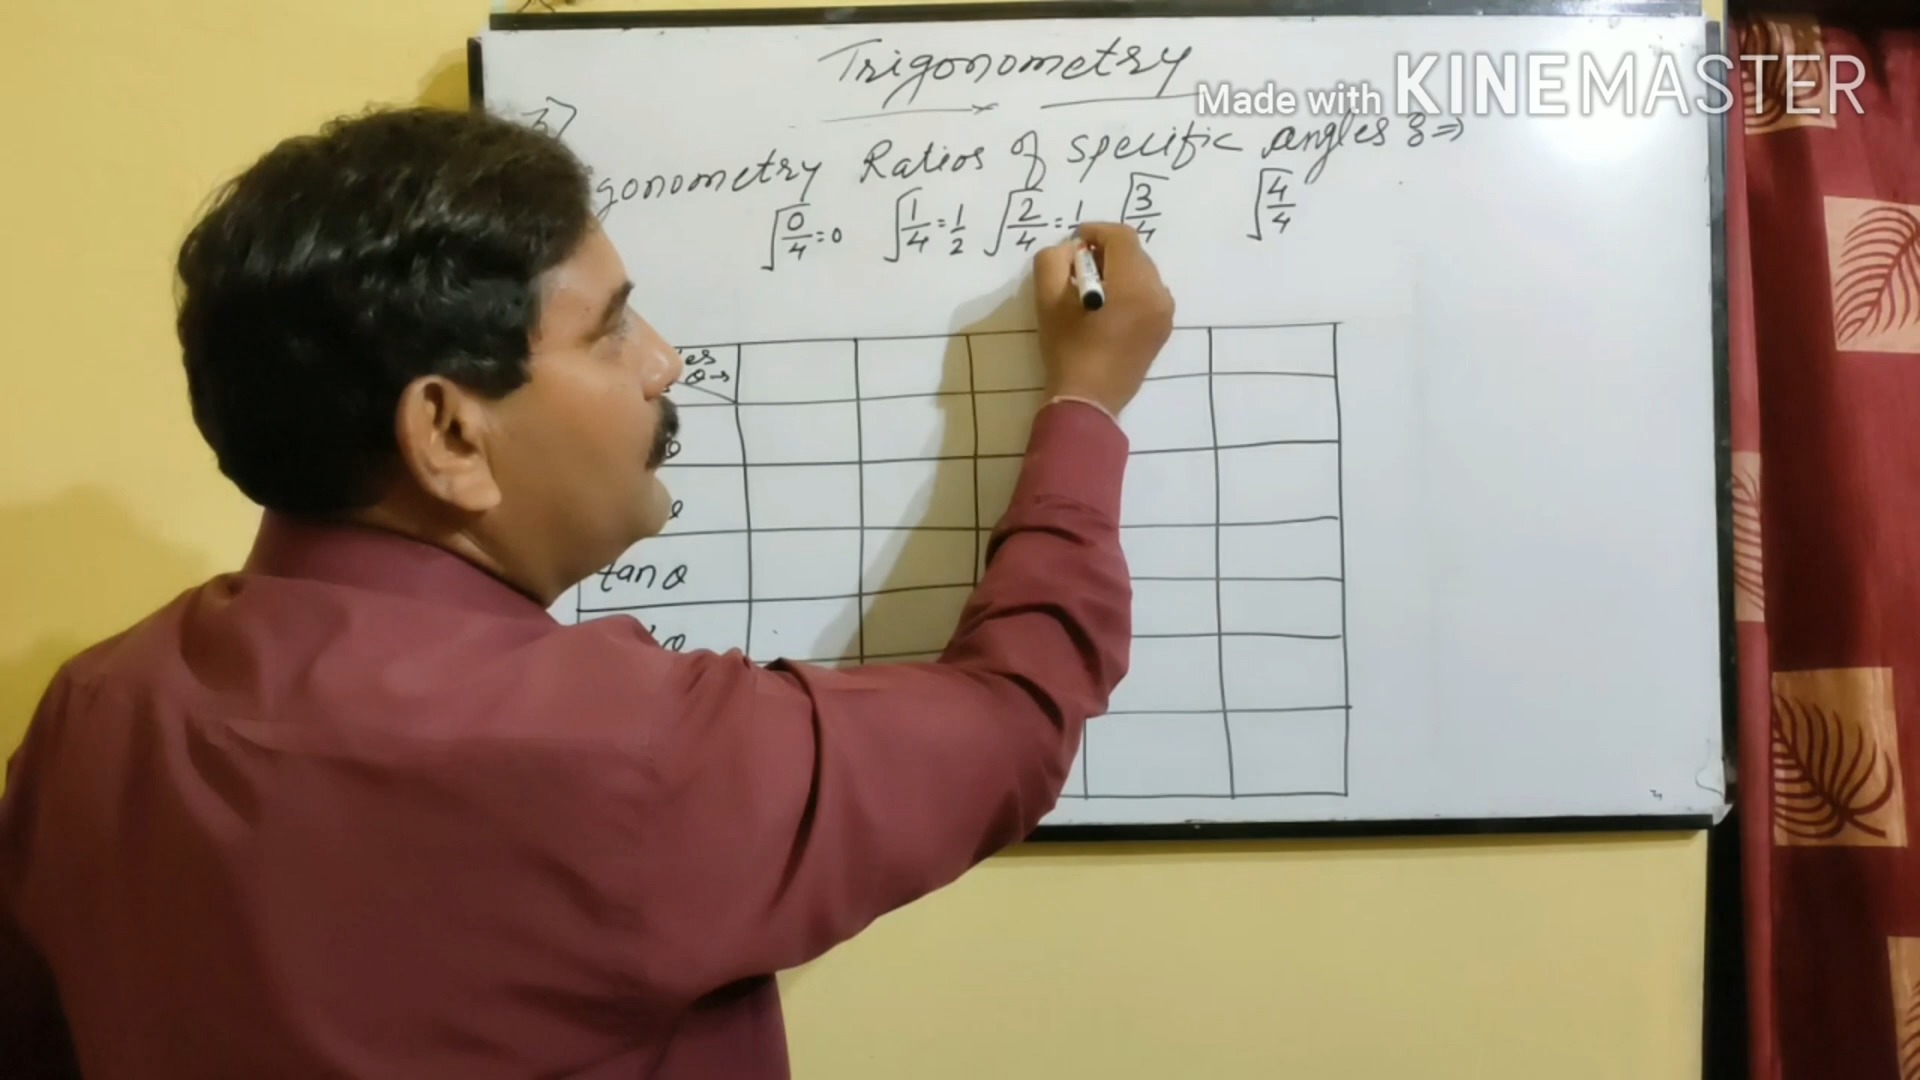 Trigonometry
Made with KINEMASTER
gonometry Ratios of specific angles :⇒
√0/4=0 √1/4=1/2 √2/4=1 √3/4 √4/4
θ→
θ
tan θ
θ